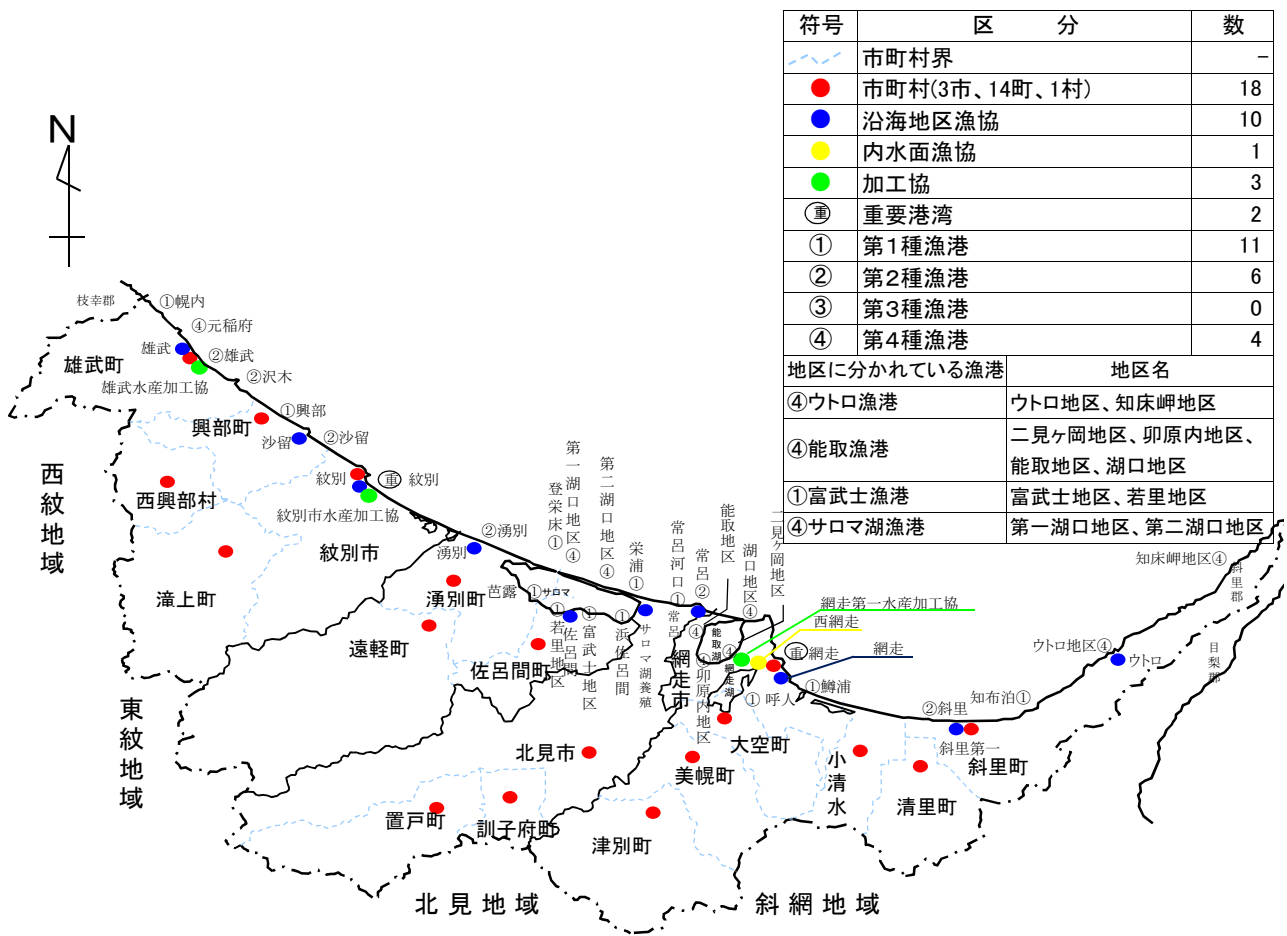 符号 区 分 数
市町村界 -
市町村(3市、14町、1村) 18
沿海地区漁協 10
内水面漁協 1
加工協 3
重 重要港湾 2
① 第1種漁港 11
② 第2種漁港 6
③ 第3種漁港 0
④ 第4種漁港 4
地区に分かれている漁港 地区名
④ウトロ漁港 ウトロ地区、知床岬地区
④能取漁港 二見ヶ岡地区、卯原内地区、
能取地区、湖口地区
①富武士漁港 富武士地区、若里地区
④サロマ湖漁港 第一湖口地区、第二湖口地区
N
枝幸郡
①幌内
④元稲府
雄武
②雄武
雄武町
雄武水産加工協
②沢木
①興部
興部町
沙留
②沙留
西紋地域
西興部村
紋別
重 紋別
紋別市水産加工協
紋別市
滝上町
②湧別
湧別
湧別町
遠軽町
東紋地域
芭露
①サロマ
登栄床①
第一湖口地区④
第二湖口地区④
栄浦①
常呂河口①
常呂②
能取地区
湖口地区④
二見ヶ岡地区
①若里地区
佐呂間
①富武士地区
①浜佐呂間
サロマ湖養殖
常呂
④
能取湖
④
④卯原内地区
網走湖
佐呂間町
網走市
網走第一水産加工協
西網走
重 網走
網走
①鱒浦
①呼人
大空町
美幌町
北見市
置戸町
訓子府町
津別町
小清水
清里町
斜里町
②斜里
斜里第一
知布泊①
ウトロ地区④
ウトロ
知床岬地区④
斜里郡
目梨郡
北見地域
斜網地域